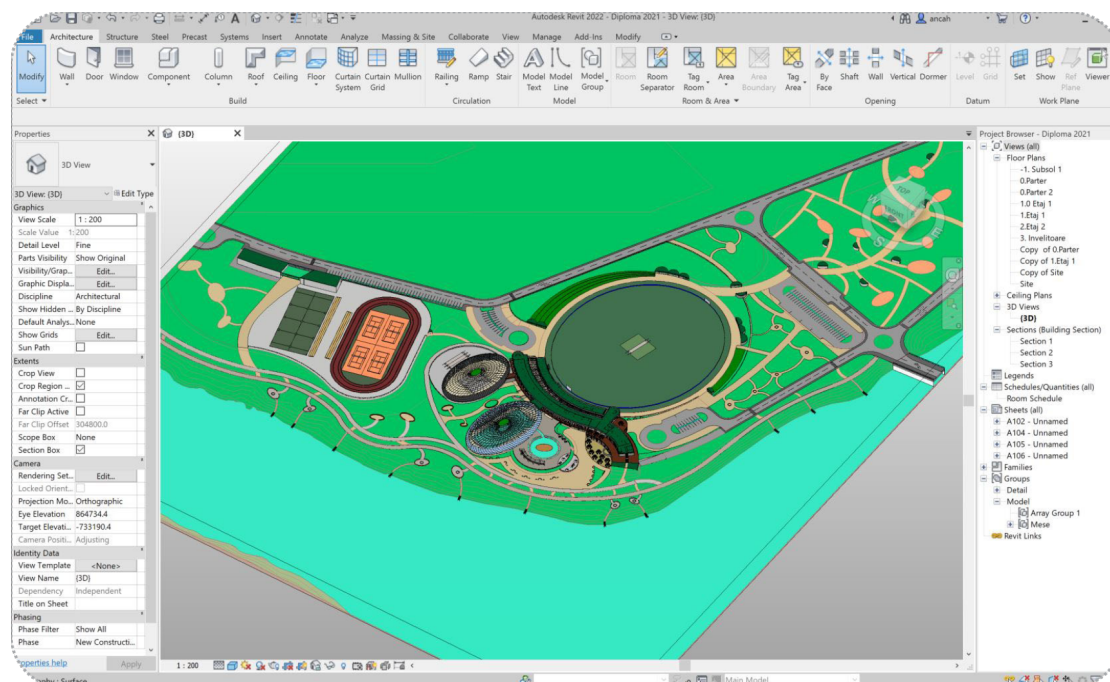 Autodesk Revit 2022 - Diploma 2021 - 3D View: {3D}
ancah
File Architecture Structure Steel Precast Systems Insert Annotate Analyze Massing & Site Collaborate View Manage Add-Ins Modify
Modify Wall Door Window Component Column Roof Ceiling Floor Curtain System Curtain Grid Mullion Railing Ramp Stair Model Text Model Line Model Group Room Room Separator Tag Room Area Area Boundary Tag Area By Face Shaft Wall Vertical Dormer Level Grid Set Show Ref Plane Viewer
Select Build Circulation Model Room & Area Opening Datum Work Plane
Properties
3D View
3D View: {3D} Edit Type
Graphics
View Scale 1 : 200
Scale Value 1: 200
Detail Level Fine
Parts Visibility Show Original
Visibility/Grap... Edit...
Graphic Displa... Edit...
Discipline Architectural
Show Hidden ... By Discipline
Default Analys... None
Show Grids Edit...
Sun Path
Extents
Crop View
Crop Region ...
Annotation Cr...
Far Clip Active
Far Clip Offset 304800.0
Scope Box None
Section Box
Camera
Rendering Set... Edit...
Locked Orient...
Projection Mo... Orthographic
Eye Elevation 864734.4
Target Elevati... -733190.4
Camera Positi... Adjusting
Identity Data
View Template <None>
View Name {3D}
Dependency Independent
Title on Sheet
Phasing
Phase Filter Show All
Phase New Constructi...
Properties help Apply
{3D}
TOP
1 : 200
Main Model
Project Browser - Diploma 2021
Views (all)
Floor Plans
-1. Subsol 1
0.Parter
0.Parter 2
1.0 Etaj 1
1.Etaj 1
2.Etaj 2
3. Invelitoare
Copy of 0.Parter
Copy of 1.Etaj 1
Copy of Site
Site
Ceiling Plans
3D Views
{3D}
Sections (Building Section)
Section 1
Section 2
Section 3
Legends
Schedules/Quantities (all)
Room Schedule
Sheets (all)
A102 - Unnamed
A104 - Unnamed
A105 - Unnamed
A106 - Unnamed
Families
Groups
Detail
Model
Array Group 1
Mese
Revit Links